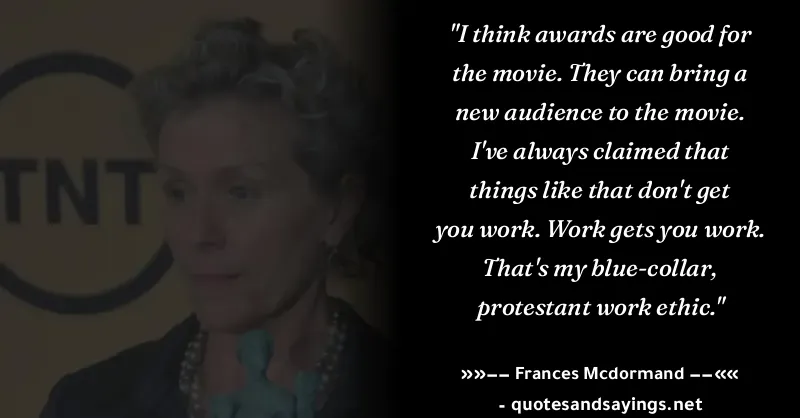 TNT
"I think awards are good for
the movie. They can bring a
new audience to the movie.
I've always claimed that
things like that don't get
you work. Work gets you work.
That's my blue-collar,
protestant work ethic."
»»–– Frances Mcdormand ––««
- quotesandsayings.net